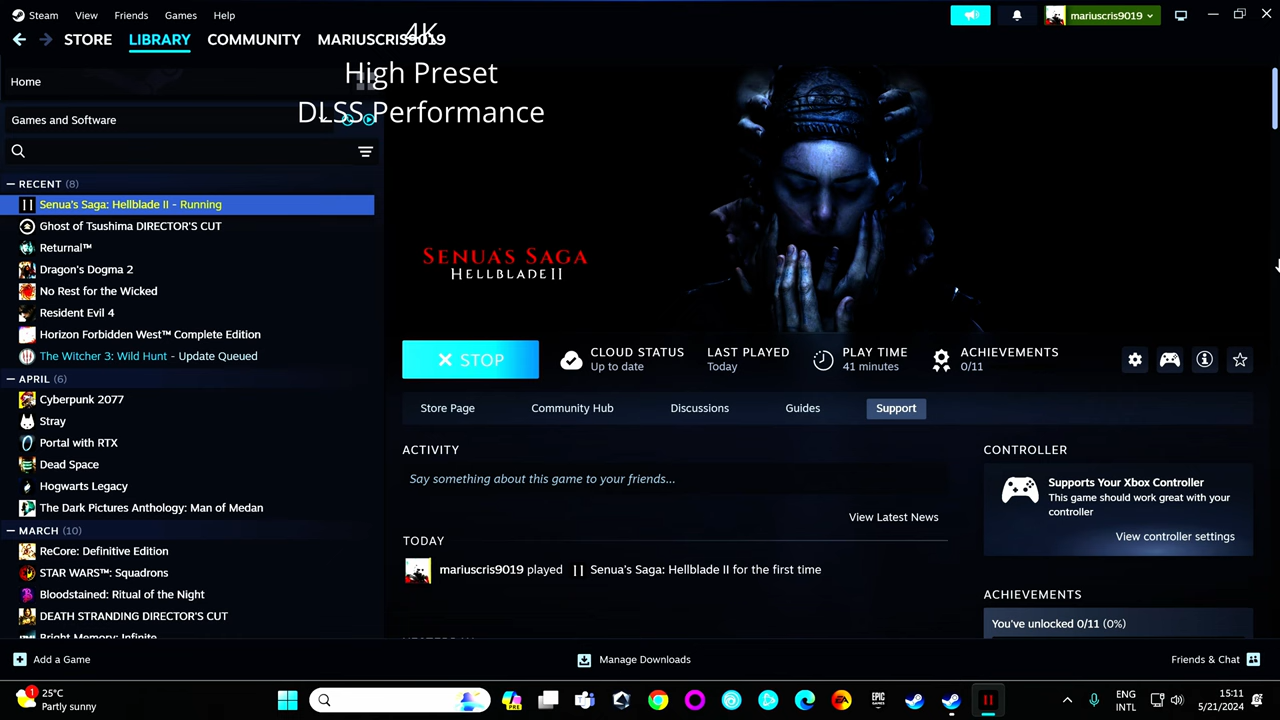 Steam View Friends Games Help
mariuscris9019
STORE LIBRARY COMMUNITY MARIUSCRIS9019
4K
High Preset
DLSS Performance
Home
Games and Software
RECENT (8)
Senua's Saga: Hellblade II - Running
Ghost of Tsushima DIRECTOR'S CUT
Returnal™
Dragon's Dogma 2
No Rest for the Wicked
Resident Evil 4
Horizon Forbidden West™ Complete Edition
The Witcher 3: Wild Hunt - Update Queued
APRIL (6)
Cyberpunk 2077
Stray
Portal with RTX
Dead Space
Hogwarts Legacy
The Dark Pictures Anthology: Man of Medan
MARCH (10)
ReCore: Definitive Edition
STAR WARS™: Squadrons
Bloodstained: Ritual of the Night
DEATH STRANDING DIRECTOR'S CUT
Bright Memory: Infinite
SENUA'S SAGA
HELLBLADE II
STOP
CLOUD STATUS
Up to date
LAST PLAYED
Today
PLAY TIME
41 minutes
ACHIEVEMENTS
0/11
Store Page Community Hub Discussions Guides Support
ACTIVITY
Say something about this game to your friends...
View Latest News
TODAY
mariuscris9019 played Senua's Saga: Hellblade II for the first time
CONTROLLER
Supports Your Xbox Controller
This game should work great with your
controller
View controller settings
ACHIEVEMENTS
You've unlocked 0/11 (0%)
Add a Game
Manage Downloads
Friends & Chat
1
25°C
Partly sunny
PRE
EA
EPIC
GAMES
ENG
INTL
15:11
5/21/2024